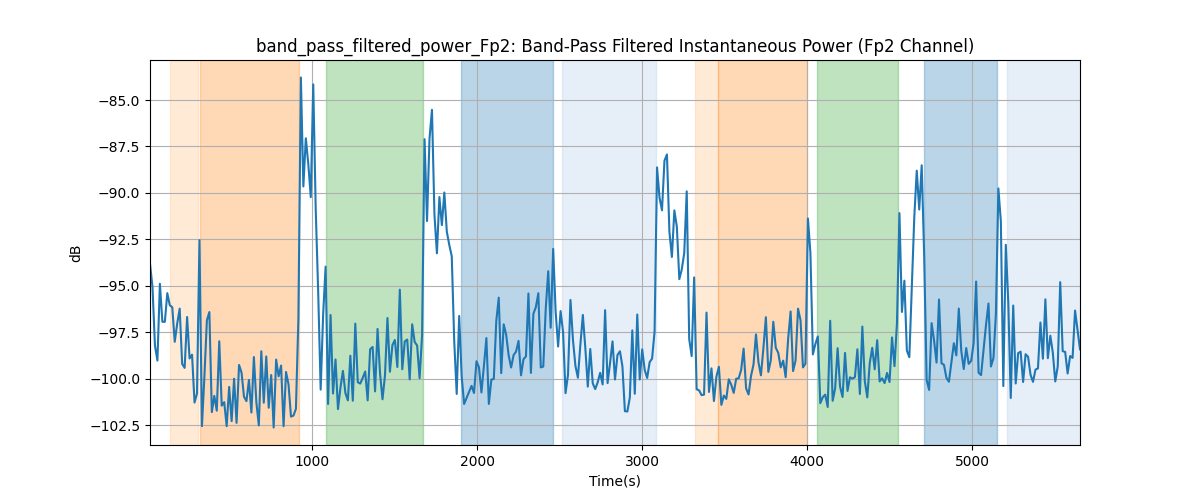 band_pass_filtered_power_Fp2: Band-Pass Filtered Instantaneous Power (Fp2 Channel)
−85.0
−87.5
−90.0
−92.5
−95.0
−97.5
−100.0
−102.5
dB
1000 2000 3000 4000 5000
Time(s)